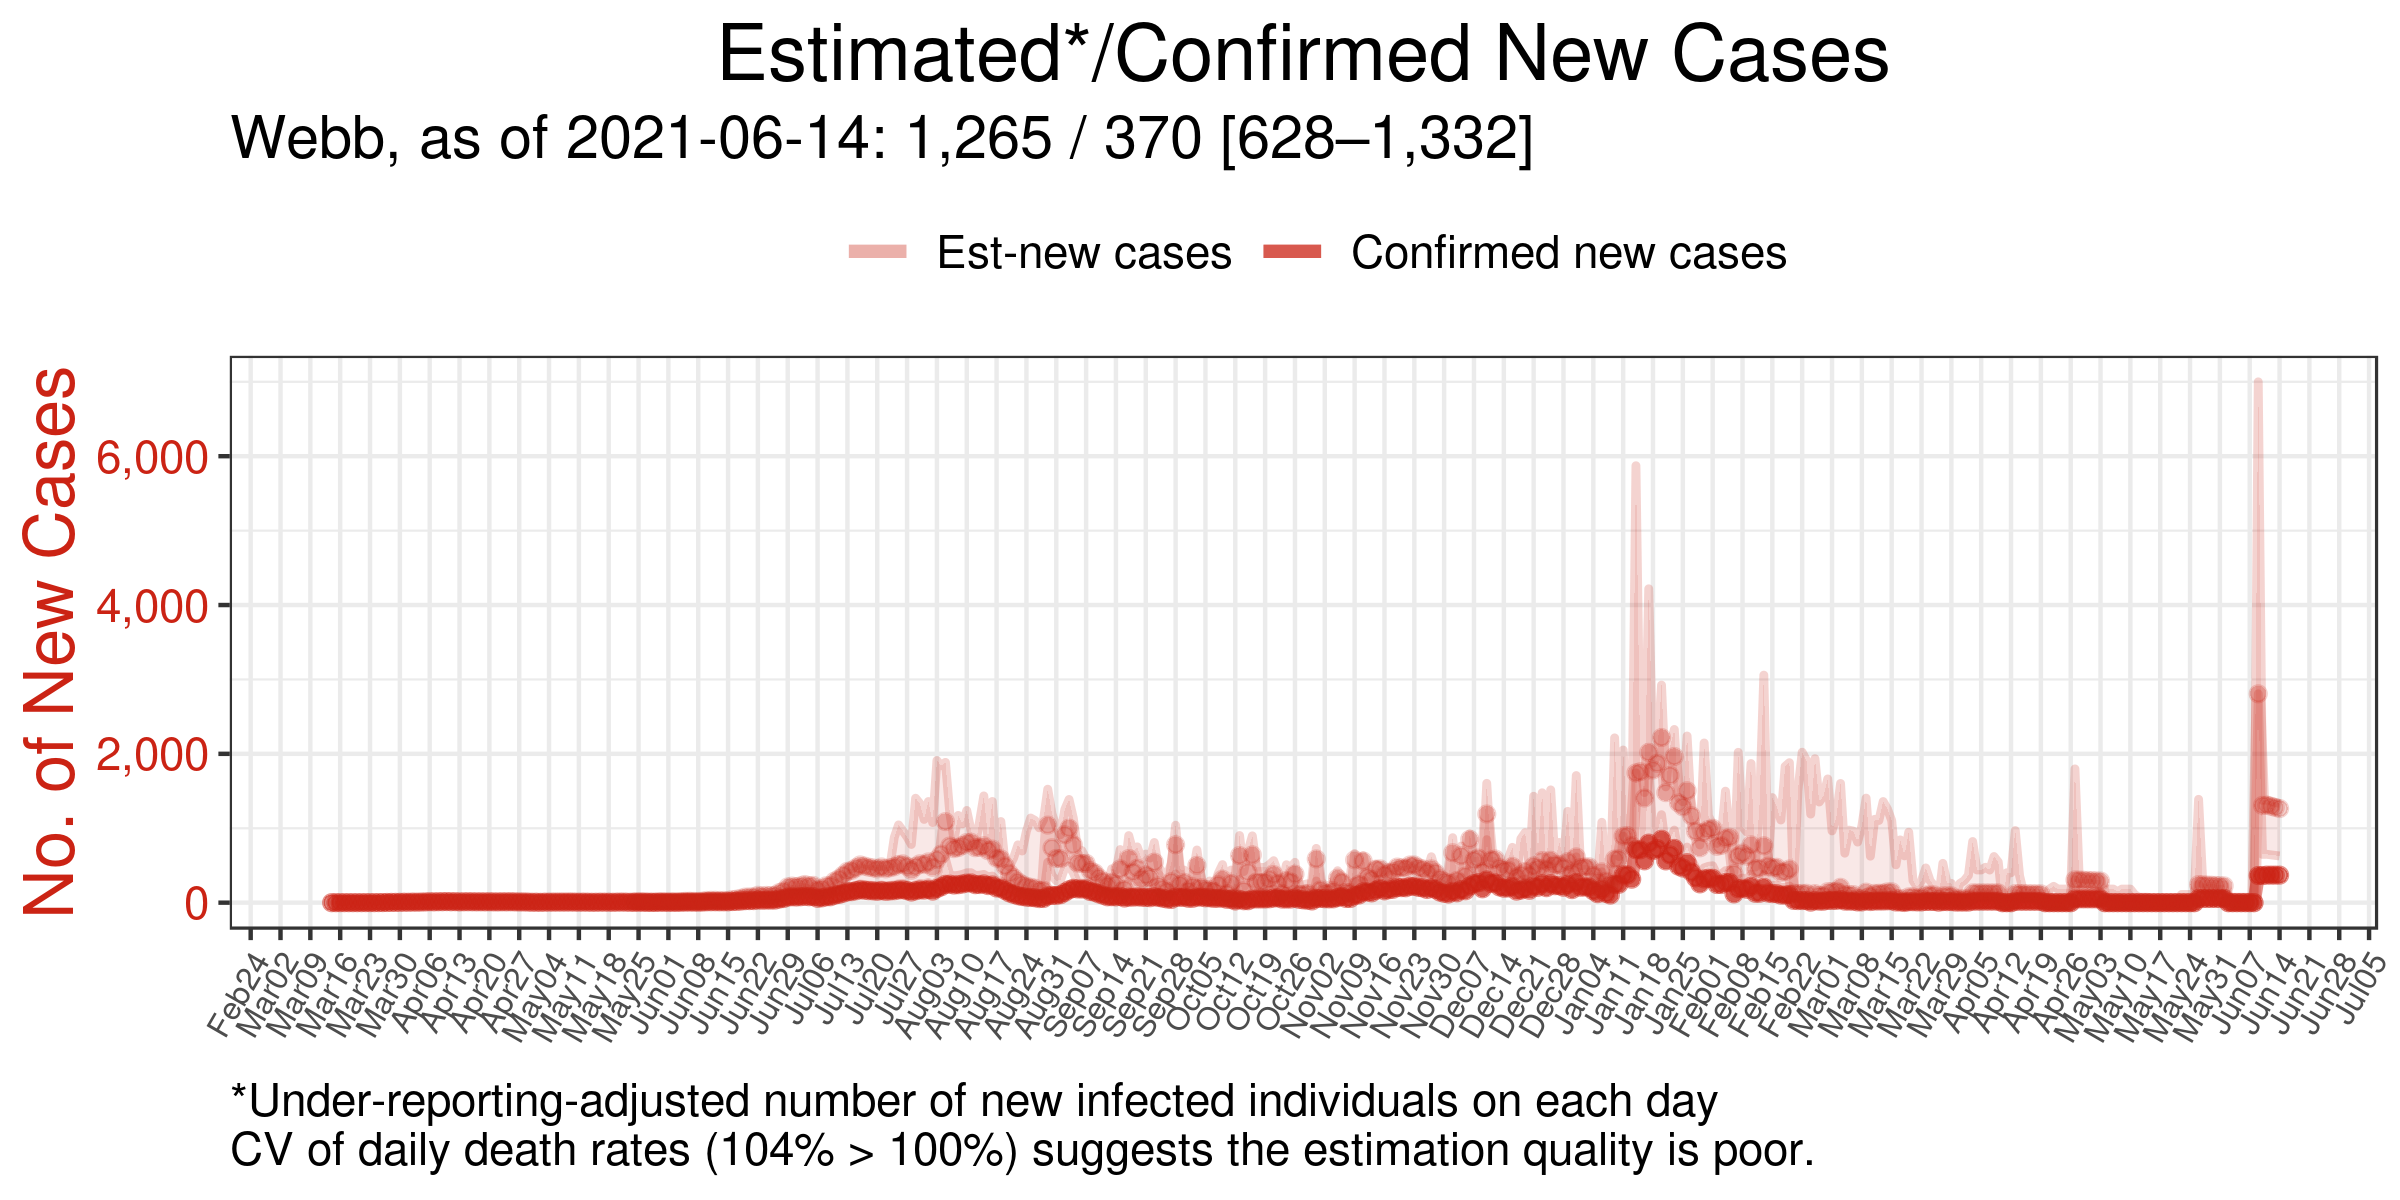 Estimated*/Confirmed New Cases
Webb, as of 2021-06-14: 1,265 / 370 [628–1,332]
Est-new cases
Confirmed new cases
No. of New Cases
6,000
4,000
2,000
0
Feb24
Mar02
Mar09
Mar16
Mar23
Mar30
Apr06
Apr13
Apr20
Apr27
May04
May11
May18
May25
Jun01
Jun08
Jun15
Jun22
Jun29
Jul06
Jul13
Jul20
Jul27
Aug03
Aug10
Aug17
Aug24
Aug31
Sep07
Sep14
Sep21
Sep28
Oct05
Oct12
Oct19
Oct26
Nov02
Nov09
Nov16
Nov23
Nov30
Dec07
Dec14
Dec21
Dec28
Jan04
Jan11
Jan18
Jan25
Feb01
Feb08
Feb15
Feb22
Mar01
Mar08
Mar15
Mar22
Mar29
Apr05
Apr12
Apr19
Apr26
May03
May10
May17
May24
May31
Jun07
Jun14
Jun21
Jun28
Jul05
*Under-reporting-adjusted number of new infected individuals on each day
CV of daily death rates (104% > 100%) suggests the estimation quality is poor.